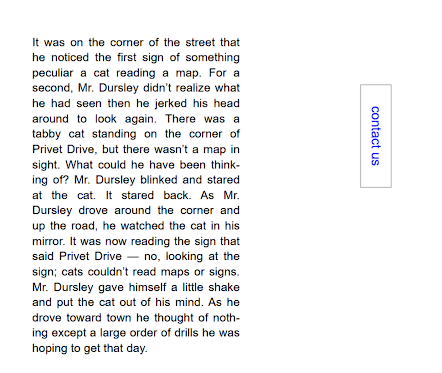 It was on the corner of the street that
he noticed the first sign of something
peculiar a cat reading a map. For a
second, Mr. Dursley didn’t realize what
he had seen then he jerked his head
around to look again. There was a
tabby cat standing on the corner of
Privet Drive, but there wasn’t a map in
sight. What could he have been think-
ing of? Mr. Dursley blinked and stared
at the cat. It stared back. As Mr.
Dursley drove around the corner and
up the road, he watched the cat in his
mirror. It was now reading the sign that
said Privet Drive — no, looking at the
sign; cats couldn’t read maps or signs.
Mr. Dursley gave himself a little shake
and put the cat out of his mind. As he
drove toward town he thought of noth-
ing except a large order of drills he was
hoping to get that day.
contact us